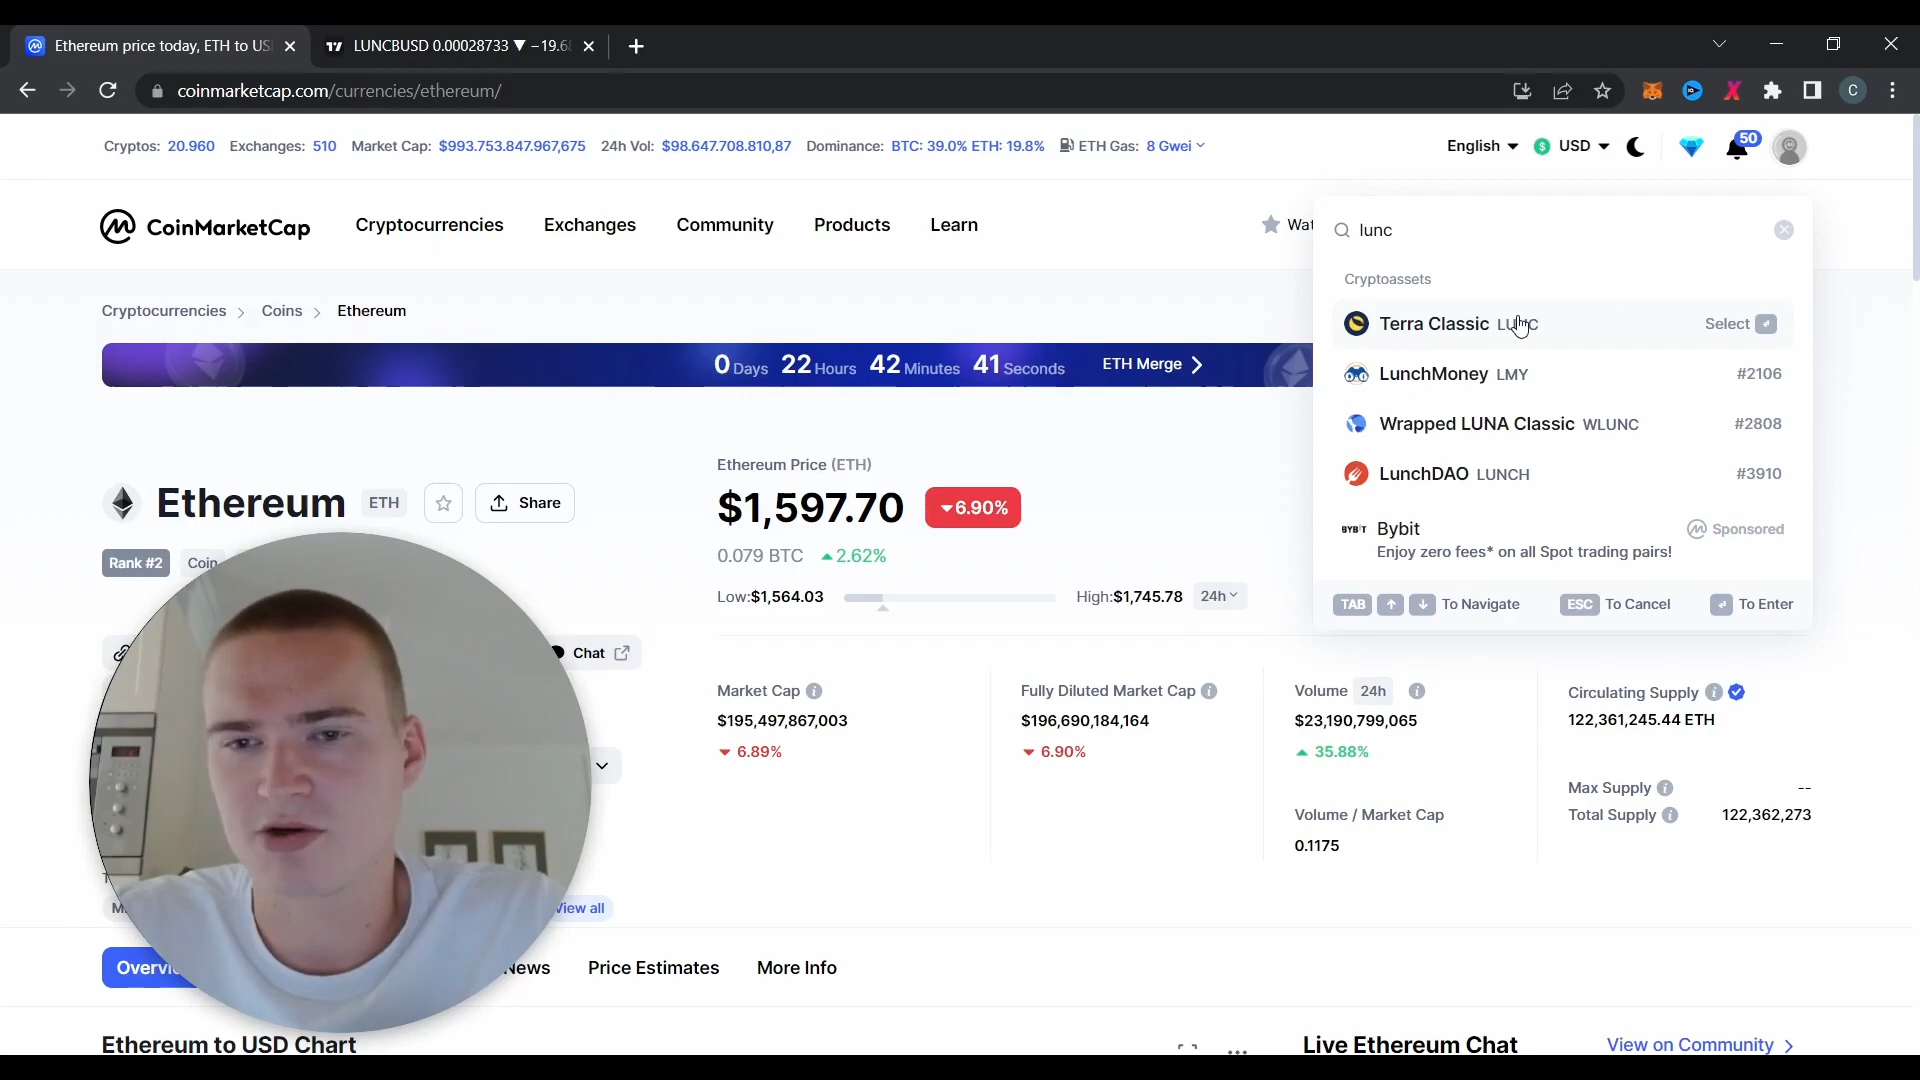 Ethereum price today, ETH to US
LUNCBUSD 0.00028733 ▼ −19.6
coinmarketcap.com/currencies/ethereum/
C
Cryptos: 20.960 Exchanges: 510 Market Cap: $993.753.847.967,675 24h Vol: $98.647.708.810,87 Dominance: BTC: 39.0% ETH: 19.8% ETH Gas: 8 Gwei
English USD 50
CoinMarketCap
Cryptocurrencies Exchanges Community Products Learn
Wat
lunc
Cryptoassets
Terra Classic LUNC Select
LunchMoney LMY #2106
Wrapped LUNA Classic WLUNC #2808
LunchDAO LUNCH #3910
BYBIT Bybit Sponsored
Enjoy zero fees* on all Spot trading pairs!
TAB To Navigate ESC To Cancel To Enter
Cryptocurrencies > Coins > Ethereum
0 Days 22 Hours 42 Minutes 41 Seconds ETH Merge
Ethereum ETH Share
Rank #2 Coin
Ethereum Price (ETH)
$1,597.70 6.90%
0.079 BTC 2.62%
Low:$1,564.03 High:$1,745.78 24h
Chat
View all
Market Cap
$195,497,867,003
6.89%
Fully Diluted Market Cap
$196,690,184,164
6.90%
Volume 24h
$23,190,799,065
35.88%
Volume / Market Cap
0.1175
Circulating Supply
122,361,245.44 ETH
Max Supply --
Total Supply 122,362,273
Overvie News Price Estimates More Info
Ethereum to USD Chart
Live Ethereum Chat View on Community